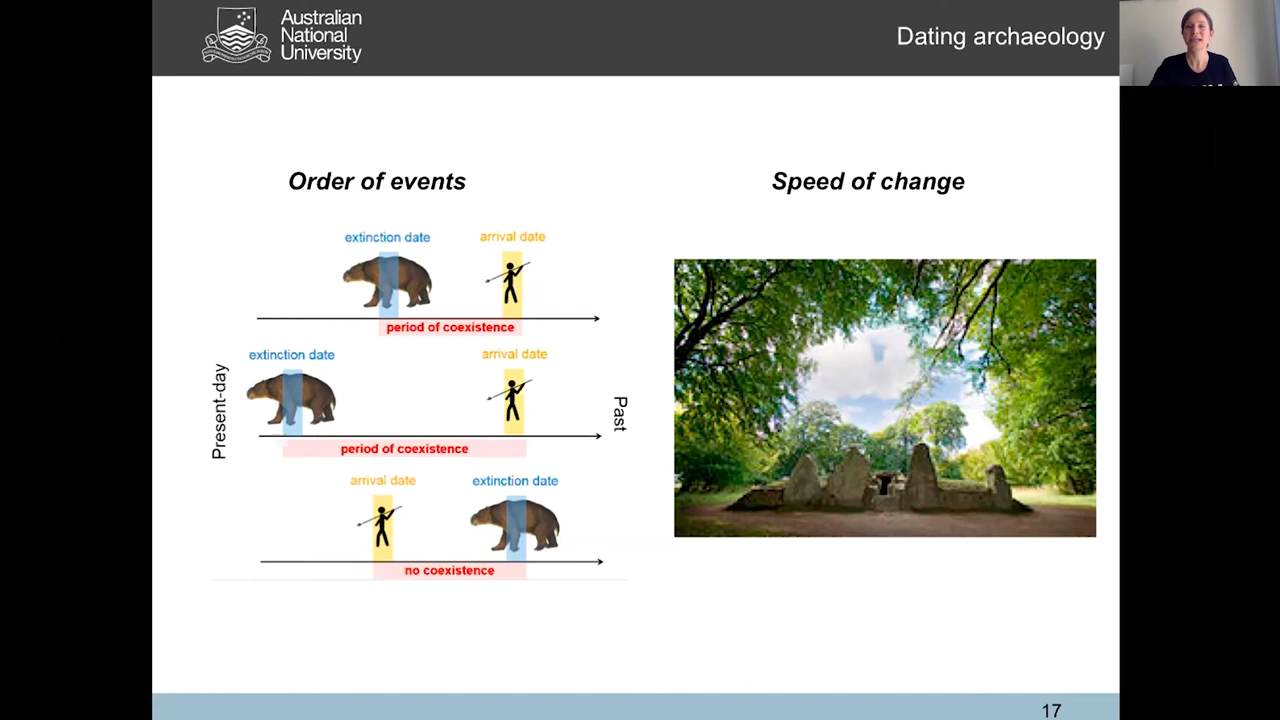 Australian
National
University
Dating archaeology
Order of events
Speed of change
extinction date
arrival date
period of coexistence
extinction date
arrival date
Present-day
Past
period of coexistence
arrival date
extinction date
no coexistence
17